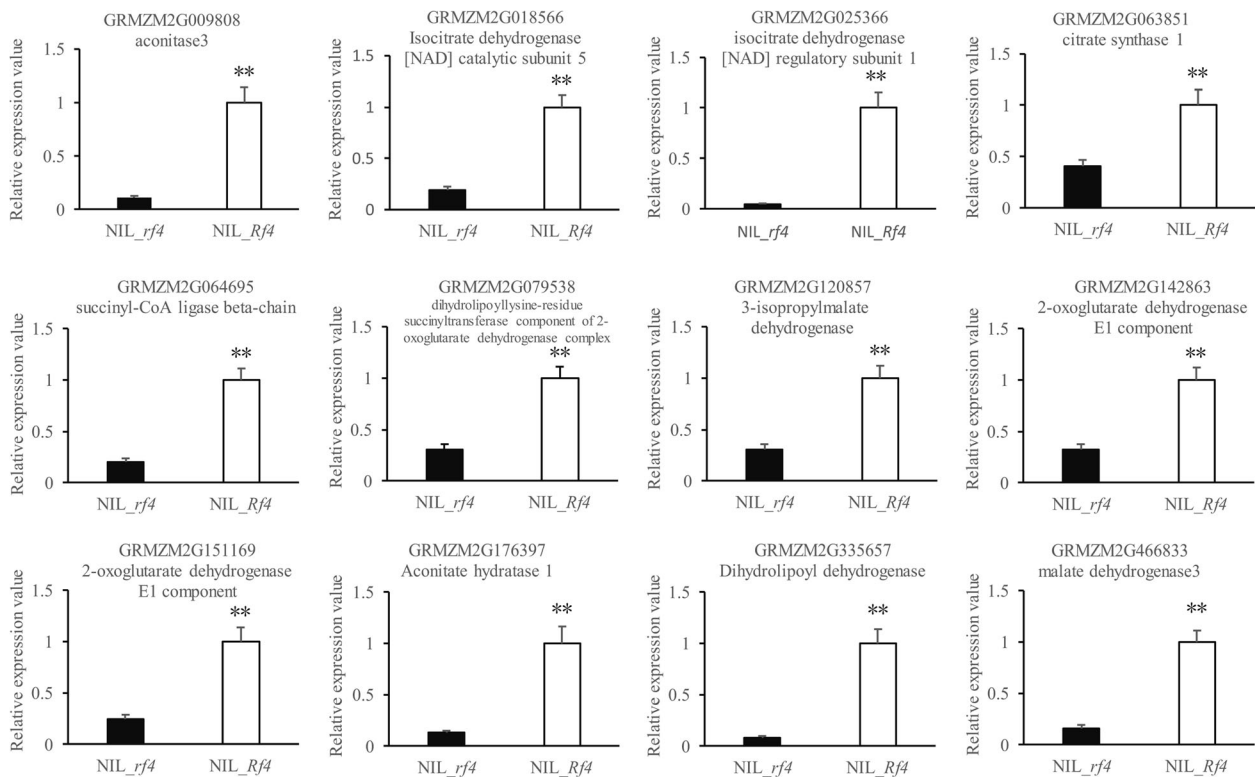 GRMZM2G009808
aconitase3
Relative expression value
1.5
**
1
0.5
0
NIL_rf4
NIL_Rf4
GRMZM2G018566
Isocitrate dehydrogenase
[NAD] catalytic subunit 5
Relative expression value
1.5
**
1
0.5
0
NIL_rf4
NIL_Rf4
GRMZM2G025366
isocitrate dehydrogenase
[NAD] regulatory subunit 1
Relative expression value
1.5
**
1
0.5
0
NIL_rf4
NIL_Rf4
GRMZM2G063851
citrate synthase 1
Relative expression value
1.5
**
1
0.5
0
NIL_rf4
NIL_Rf4
GRMZM2G064695
succinyl-CoA ligase beta-chain
Relative expression value
1.5
**
1
0.5
0
NIL_rf4
NIL_Rf4
GRMZM2G079538
dihydrolipoyllysine-residue
succinyltransferase component of 2-
oxoglutarate dehydrogenase complex
Relative expression value
1.5
**
1
0.5
0
NIL_rf4
NIL_Rf4
GRMZM2G120857
3-isopropylmalate
dehydrogenase
Relative expression value
1.5
**
1
0.5
0
NIL_rf4
NIL_Rf4
GRMZM2G142863
2-oxoglutarate dehydrogenase
E1 component
Relative expression value
1.5
**
1
0.5
0
NIL_rf4
NIL_Rf4
GRMZM2G151169
2-oxoglutarate dehydrogenase
E1 component
Relative expression value
1.5
**
1
0.5
0
NIL_rf4
NIL_Rf4
GRMZM2G176397
Aconitate hydratase 1
Relative expression value
1.5
**
1
0.5
0
NIL_rf4
NIL_Rf4
GRMZM2G335657
Dihydrolipoyl dehydrogenase
Relative expression value
1.5
**
1
0.5
0
NIL_rf4
NIL_Rf4
GRMZM2G466833
malate dehydrogenase3
Relative expression value
1.5
**
1
0.5
0
NIL_rf4
NIL_Rf4